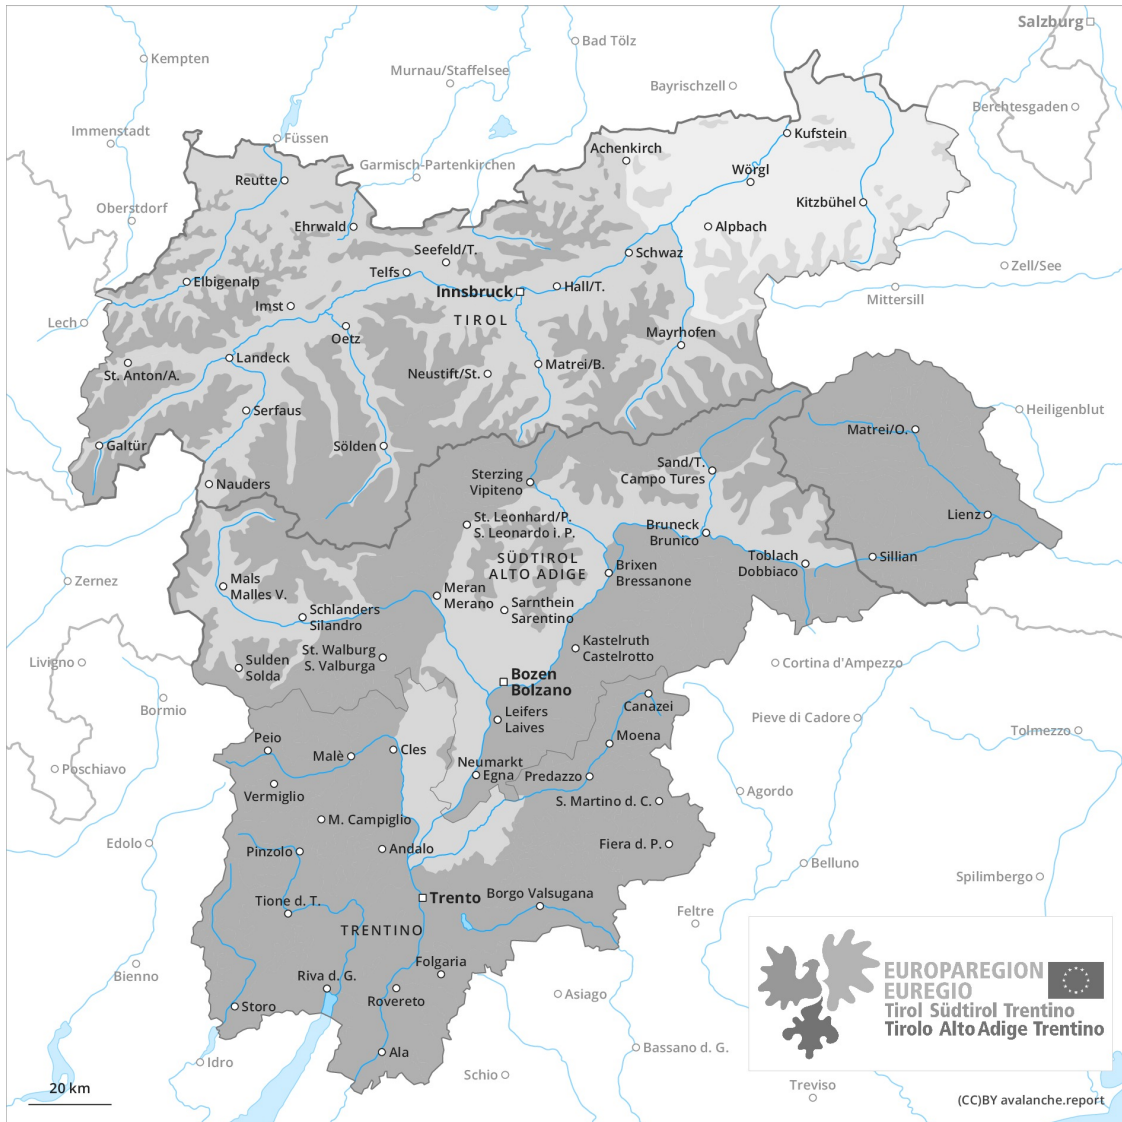 Salzburg
Bad Tölz
Kempten
Murnau/Staffelsee
Bayrischzell
Berchtesgaden
Immenstadt
Füssen
Kufstein
Achenkirch
Garmisch-Partenkirchen
Wörgl
Reutte
Kitzbühel
Oberstdorf
Ehrwald
Alpbach
Seefeld/T.
Schwaz
Zell/See
Telfs
Elbigenalp
Innsbruck
Hall/T.
Mittersill
Imst
TIROL
Lech
Oetz
Mayrhofen
Landeck
Matrei/B.
St. Anton/A.
Neustift/St.
Serfaus
Heiligenblut
Matrei/O.
Galtür
Sölden
Sand/T.
Campo Tures
Sterzing
Vipiteno
Nauders
St. Leonhard/P.
S. Leonardo i. P.
Lienz
Bruneck
Brunico
SÜDTIROL
ALTO ADIGE
Toblach
Dobbiaco
Sillian
Brixen
Bressanone
Zernez
Mals
Malles V.
Meran
Merano
Sarnthein
Sarentino
Schlanders
Silandro
Kastelruth
Castelrotto
St. Walburg
S. Valburga
Livigno
Sulden
Solda
Cortina d'Ampezzo
Bozen
Bolzano
Bormio
Canazei
Leifers
Laives
Pieve di Cadore
Tolmezzo
Peio
Moena
Malè
Cles
Neumarkt
Egna
Poschiavo
Predazzo
Vermiglio
Agordo
S. Martino d. C.
M. Campiglio
Edolo
Pinzolo
Andalo
Fiera d. P.
Belluno
Spilimbergo
Trento
Borgo Valsugana
Tione d. T.
Feltre
TRENTINO
Bienno
Folgaria
Riva d. G.
Rovereto
Asiago
Storo
EUROPAREGION
EUREGIO
Tirol Südtirol Trentino
Tirolo Alto Adige Trentino
Ala
Bassano d. G.
Idro
Schio
Treviso
20 km
(CC)BY avalanche.report